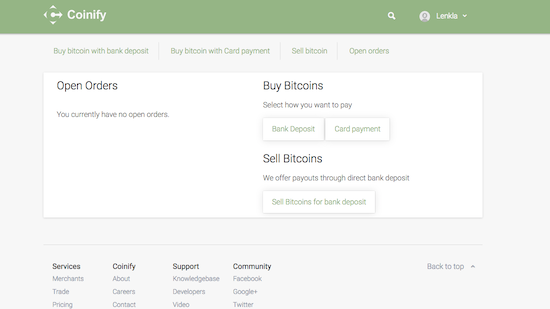 Coinify
Lenkla
Buy bitcoin with bank deposit
Buy bitcoin with Card payment
Sell bitcoin
Open orders
Open Orders
You currently have no open orders.
Buy Bitcoins
Select how you want to pay
Bank Deposit
Card payment
Sell Bitcoins
We offer payouts through direct bank deposit
Sell Bitcoins for bank deposit
Services
Merchants
Trade
Pricing
Coinify
About
Careers
Contact
Support
Knowledgebase
Developers
Video
Community
Facebook
Google+
Twitter
Back to top